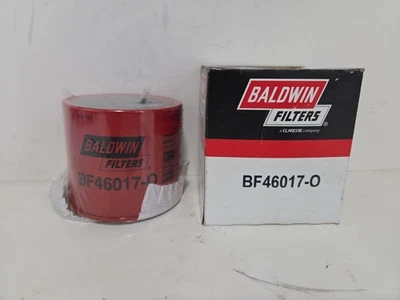 BALDWIN
FILTERS
BF46017-O
BALDWIN
FILTERS®
a CLARCOR company
BF46017-O